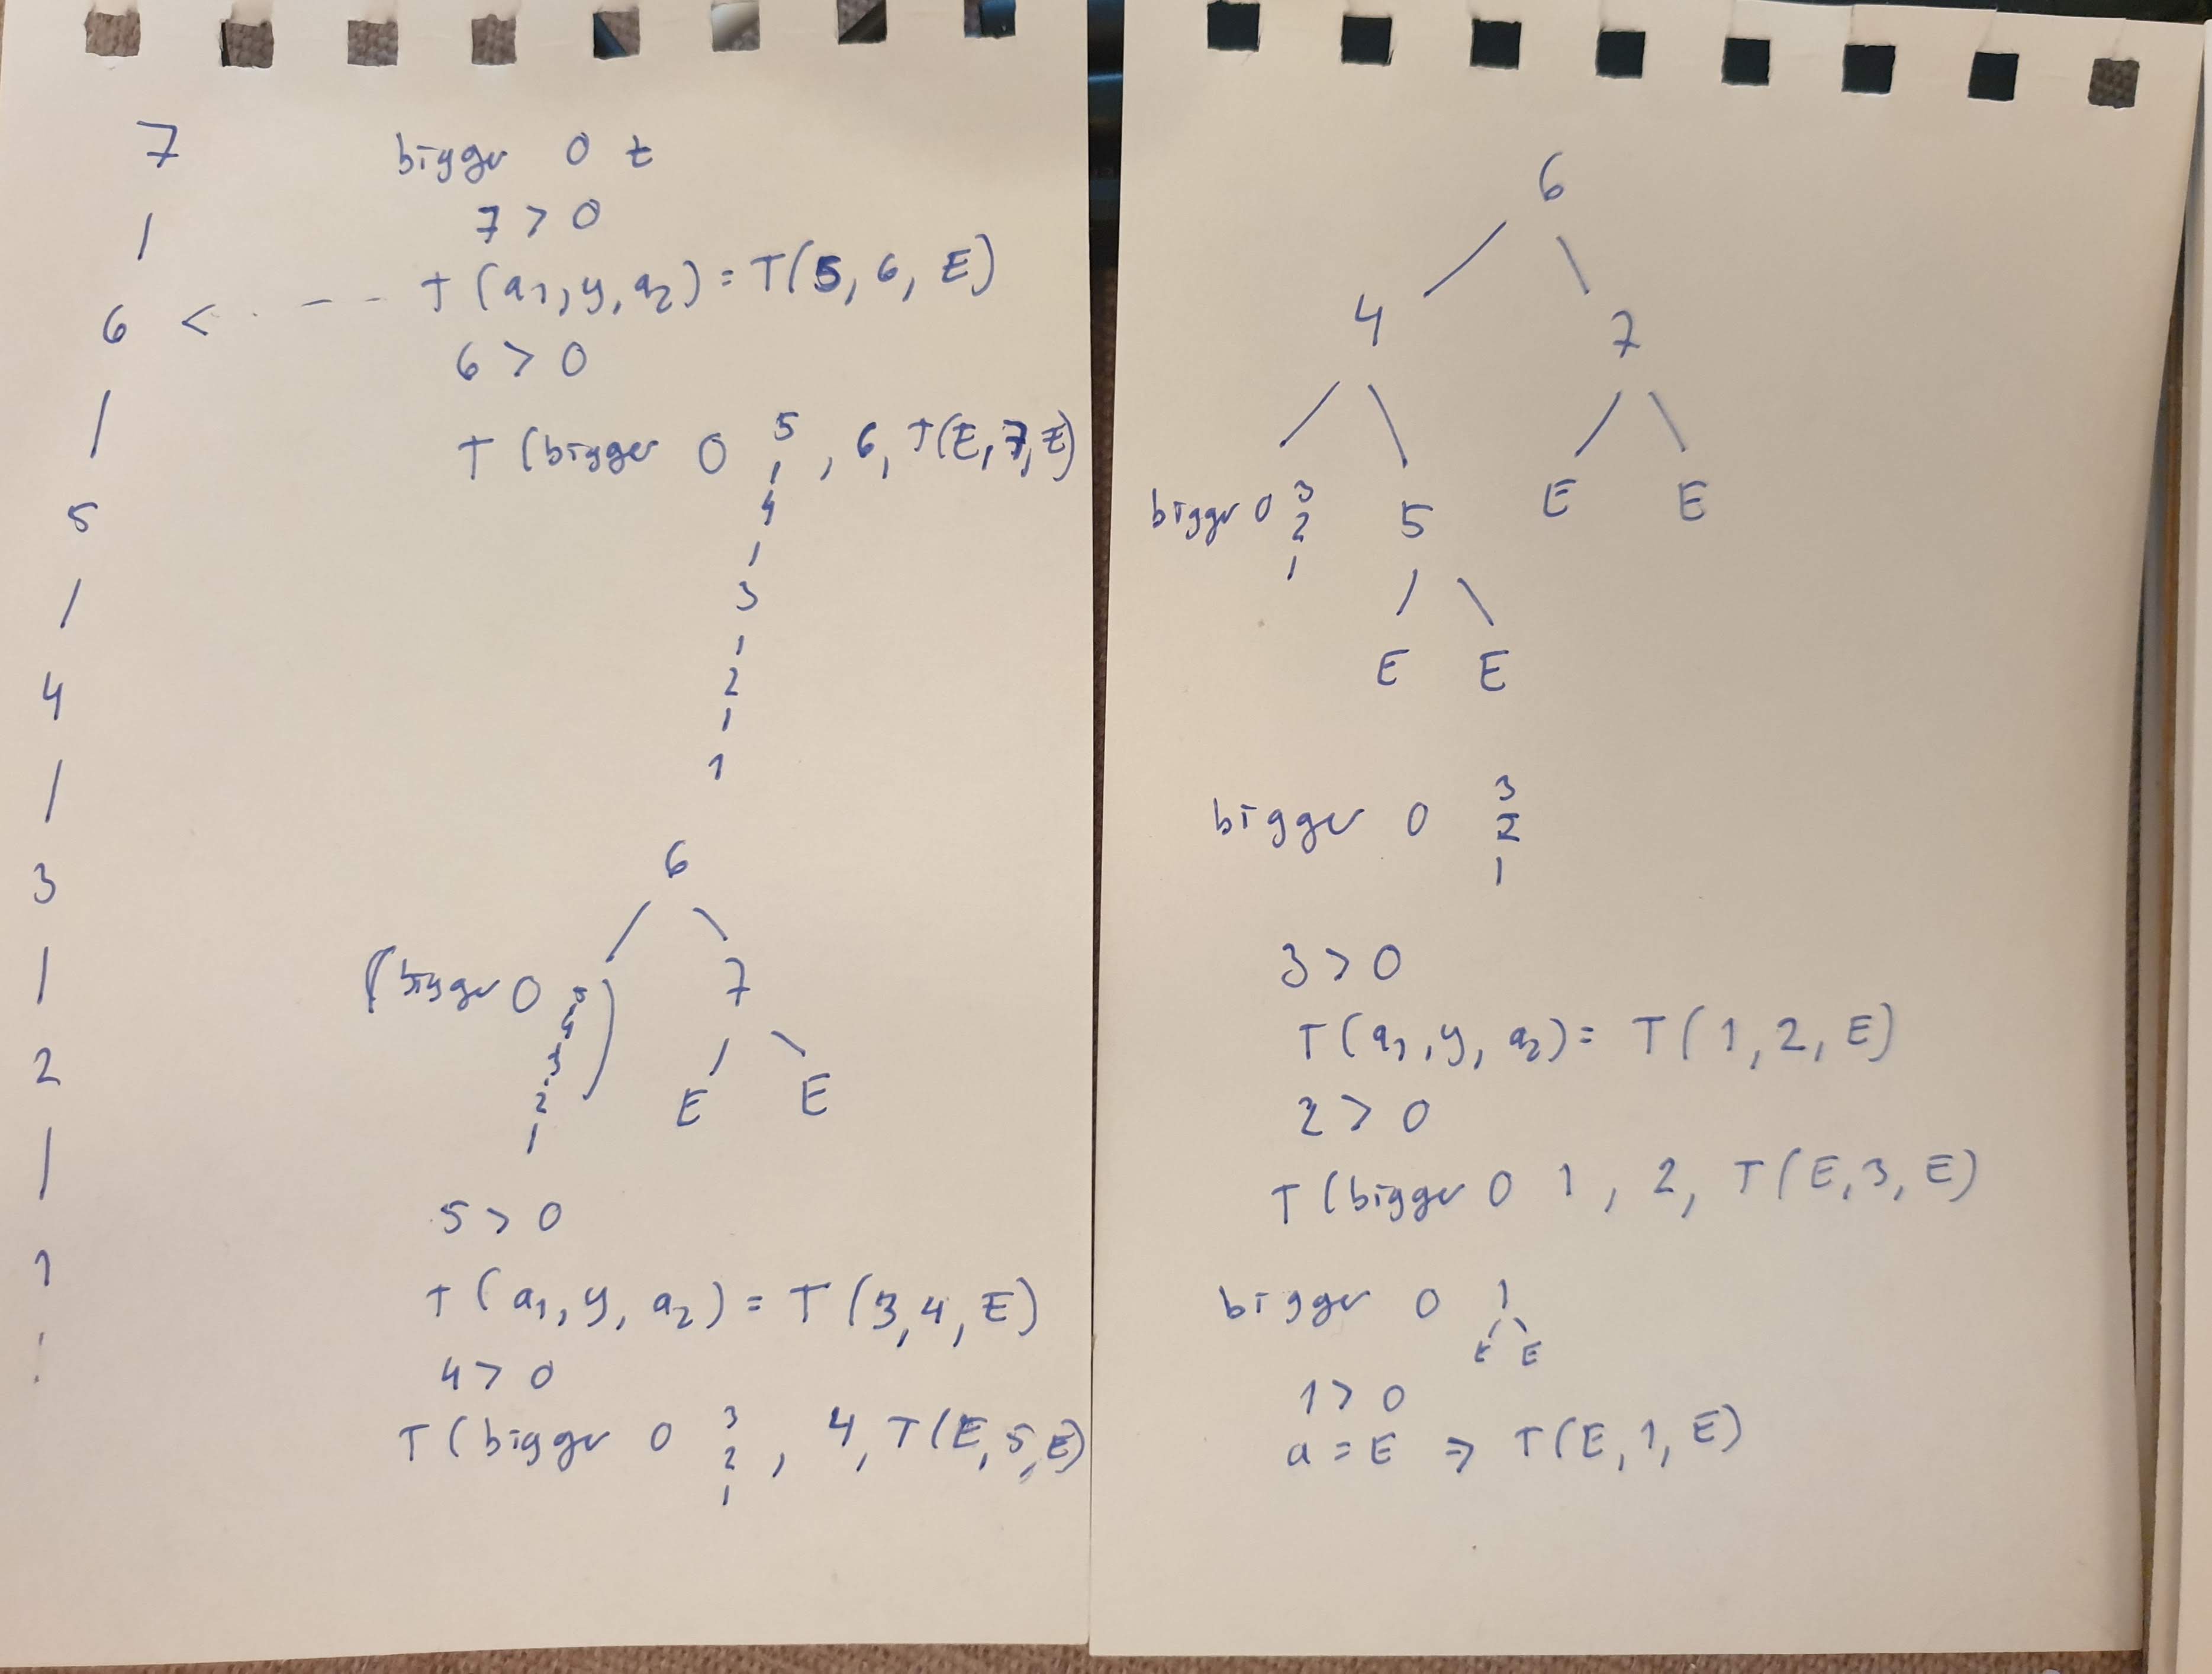 7
6
5
4
3
2
1
bigger 0 t
7 > 0
T (a1, y, a2) = T(5, 6, E)
6 > 0
T (bigger 0 5, 6, T(E, 7, E)
4
3
2
1
6
(bigger 0 5) 7
4
3
2
1
E E
5 > 0
T (a1, y, a2) = T (3, 4, E)
4 > 0
T (bigger 0 3, 4, T(E, 5, E)
2
1
6
4 7
bigger 0 3 5 E E
2
1
E E
bigger 0 3
2
1
3 > 0
T (a1, y, a2) = T (1, 2, E)
2 > 0
T (bigger 0 1, 2, T(E, 3, E)
bigger 0 1
E E
1 > 0
a = E => T(E, 1, E)